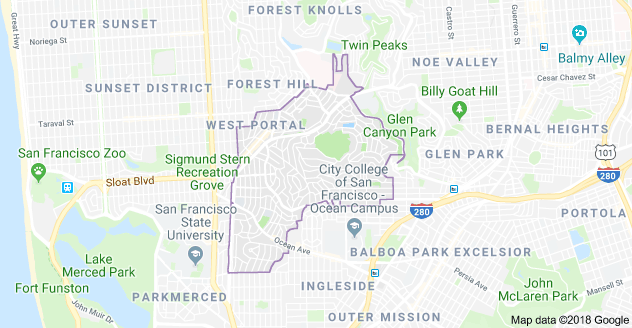 FOREST KNOLLS
OUTER SUNSET
Great Hwy
Noriega St
Castro St
Guerrero St
Twin Peaks
Balmy Alley
NOE VALLEY
Cesar Chavez St
FOREST HILL
SUNSET DISTRICT
Billy Goat Hill
Taraval St
WEST PORTAL
Glen
Canyon Park
BERNAL HEIGHTS
San Francisco Zoo
Sigmund Stern
Recreation
Grove
GLEN PARK
101
City College
of San
Francisco -
Ocean Campus
Sloat Blvd
280
280
San Francisco
State
University
PORTOLA
Ocean Ave
BALBOA PARK
EXCELSIOR
Lake
Merced Park
Persia Ave
Fort Funston
INGLESIDE
John
McLaren Park
Mansell St
PARKMERCED
John Muir Dr
OUTER MISSION
Map data ©2018 Google